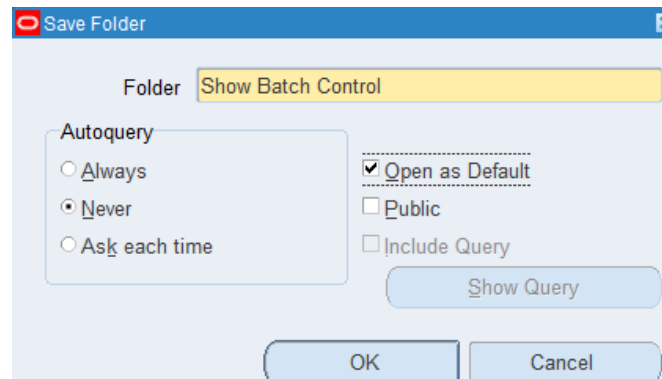 Save Folder
Folder Show Batch Control
Autoquery
Always
Open as Default
Never
Public
Ask each time
Include Query
Show Query
OK Cancel